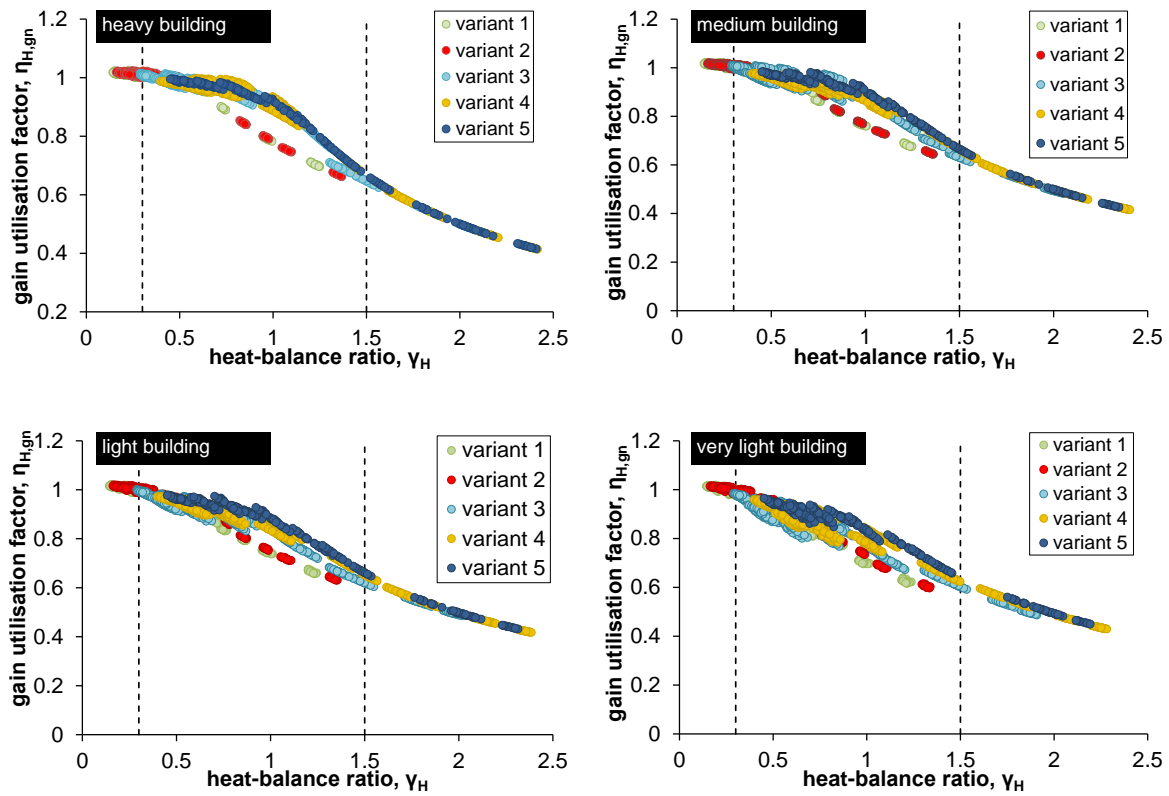 heavy building
variant 1
variant 2
variant 3
variant 4
variant 5
gain utilisation factor, ηH,gn
1.2
1
0.8
0.6
0.4
0.2
0
0.5
1
1.5
2
2.5
heat-balance ratio, γH
medium building
variant 1
variant 2
variant 3
variant 4
variant 5
gain utilisation factor, ηH,gn
1.2
1
0.8
0.6
0.4
0.2
0
0
0.5
1
1.5
2
2.5
heat-balance ratio, γH
light building
variant 1
variant 2
variant 3
variant 4
variant 5
gain utilisation factor, ηH,gn
1.2
1
0.8
0.6
0.4
0.2
0
0
0.5
1
1.5
2
2.5
heat-balance ratio, γH
very light building
variant 1
variant 2
variant 3
variant 4
variant 5
gain utilisation factor, ηH,gn
1.2
1
0.8
0.6
0.4
0.2
0
0
0.5
1
1.5
2
2.5
heat-balance ratio, γH